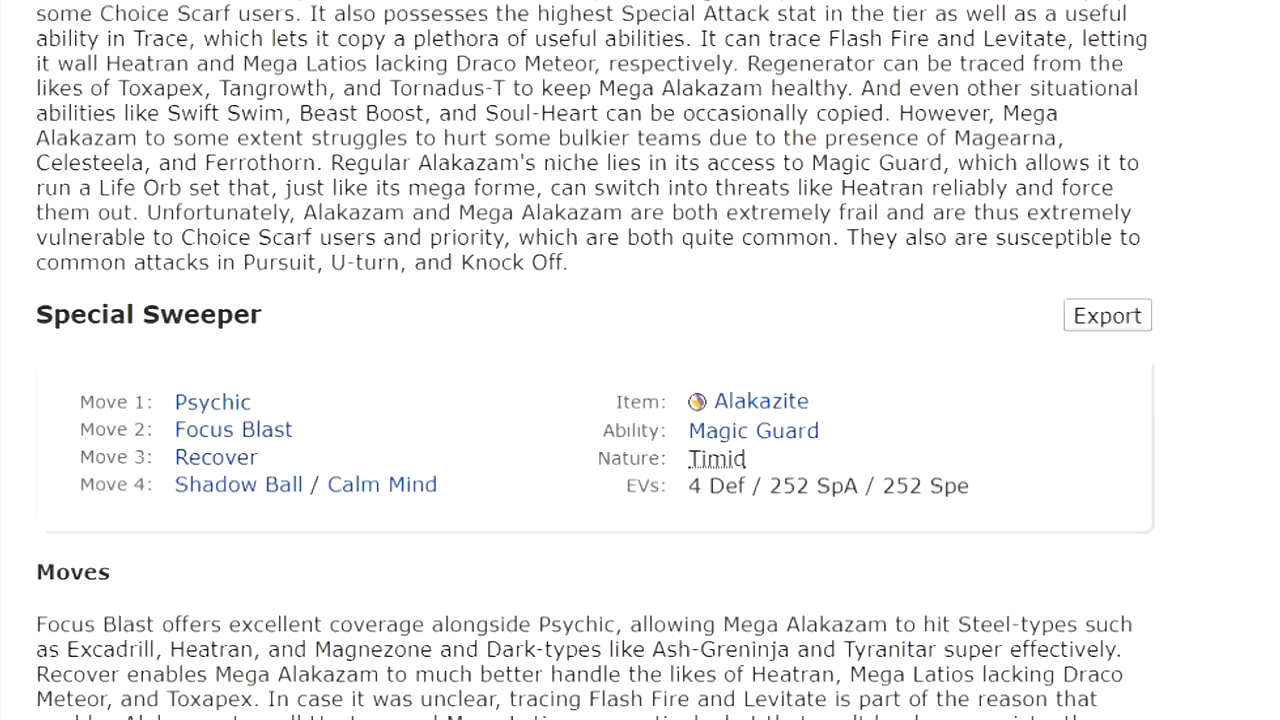 some Choice Scarf users. It also possesses the highest Special Attack stat in the tier as well as a useful
ability in Trace, which lets it copy a plethora of useful abilities. It can trace Flash Fire and Levitate, letting
it wall Heatran and Mega Latios lacking Draco Meteor, respectively. Regenerator can be traced from the
likes of Toxapex, Tangrowth, and Tornadus-T to keep Mega Alakazam healthy. And even other situational
abilities like Swift Swim, Beast Boost, and Soul-Heart can be occasionally copied. However, Mega
Alakazam to some extent struggles to hurt some bulkier teams due to the presence of Magearna,
Celesteela, and Ferrothorn. Regular Alakazam's niche lies in its access to Magic Guard, which allows it to
run a Life Orb set that, just like its mega forme, can switch into threats like Heatran reliably and force
them out. Unfortunately, Alakazam and Mega Alakazam are both extremely frail and are thus extremely
vulnerable to Choice Scarf users and priority, which are both quite common. They also are susceptible to
common attacks in Pursuit, U-turn, and Knock Off.
Special Sweeper
Export
Move 1: Psychic
Move 2: Focus Blast
Move 3: Recover
Move 4: Shadow Ball / Calm Mind
Item: Alakazite
Ability: Magic Guard
Nature: Timid
EVs: 4 Def / 252 SpA / 252 Spe
Moves
Focus Blast offers excellent coverage alongside Psychic, allowing Mega Alakazam to hit Steel-types such
as Excadrill, Heatran, and Magnezone and Dark-types like Ash-Greninja and Tyranitar super effectively.
Recover enables Mega Alakazam to much better handle the likes of Heatran, Mega Latios lacking Draco
Meteor, and Toxapex. In case it was unclear, tracing Flash Fire and Levitate is part of the reason that